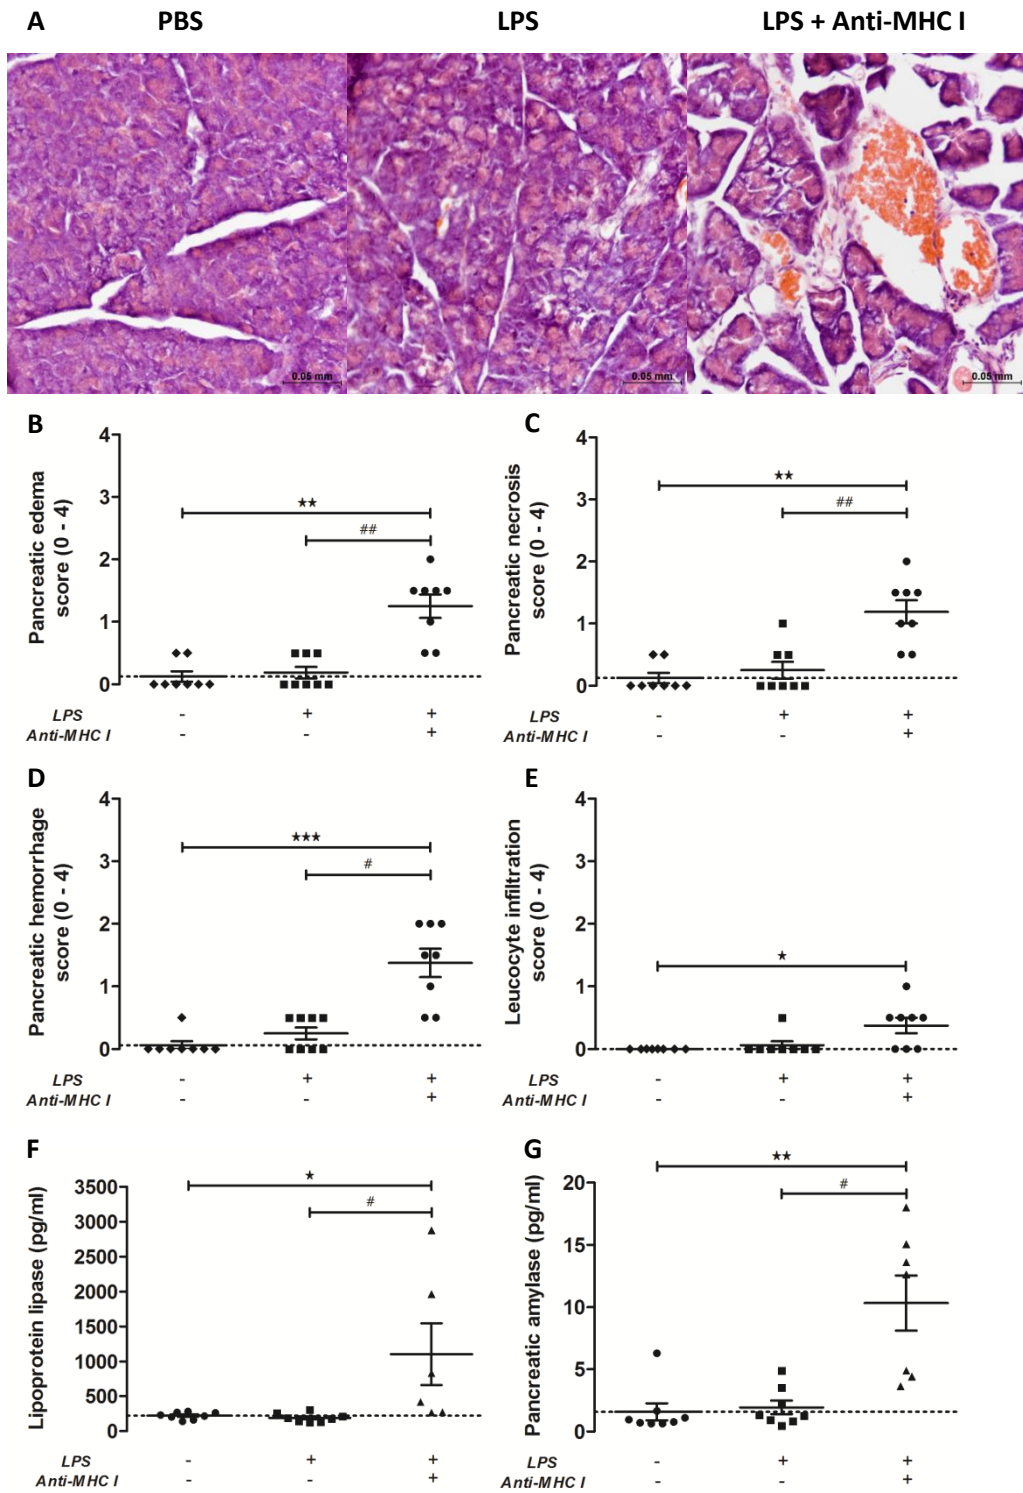 A PBS LPS LPS + Anti-MHC I
0.05 mm 0.05 mm 0.05 mm
B C
Pancreatic edema
score (0 - 4)
4
3
2
1
0
★★
##
LPS - + +
Anti-MHC I - - +
Pancreatic necrosis
score (0 - 4)
4
3
2
1
0
★★
##
LPS - + +
Anti-MHC I - - +
D E
Pancreatic hemorrhage
score (0 - 4)
4
3
2
1
0
★★★
#
LPS - + +
Anti-MHC I - - +
Leucocyte infiltration
score (0 - 4)
4
3
2
1
0
★
LPS - + +
Anti-MHC I - - +
F G
Lipoprotein lipase (pg/ml)
3500
3000
2500
2000
1500
1000
500
0
★
#
LPS - + +
Anti-MHC I - - +
Pancreatic amylase (pg/ml)
20
15
10
5
0
★★
#
LPS - + +
Anti-MHC I - - +